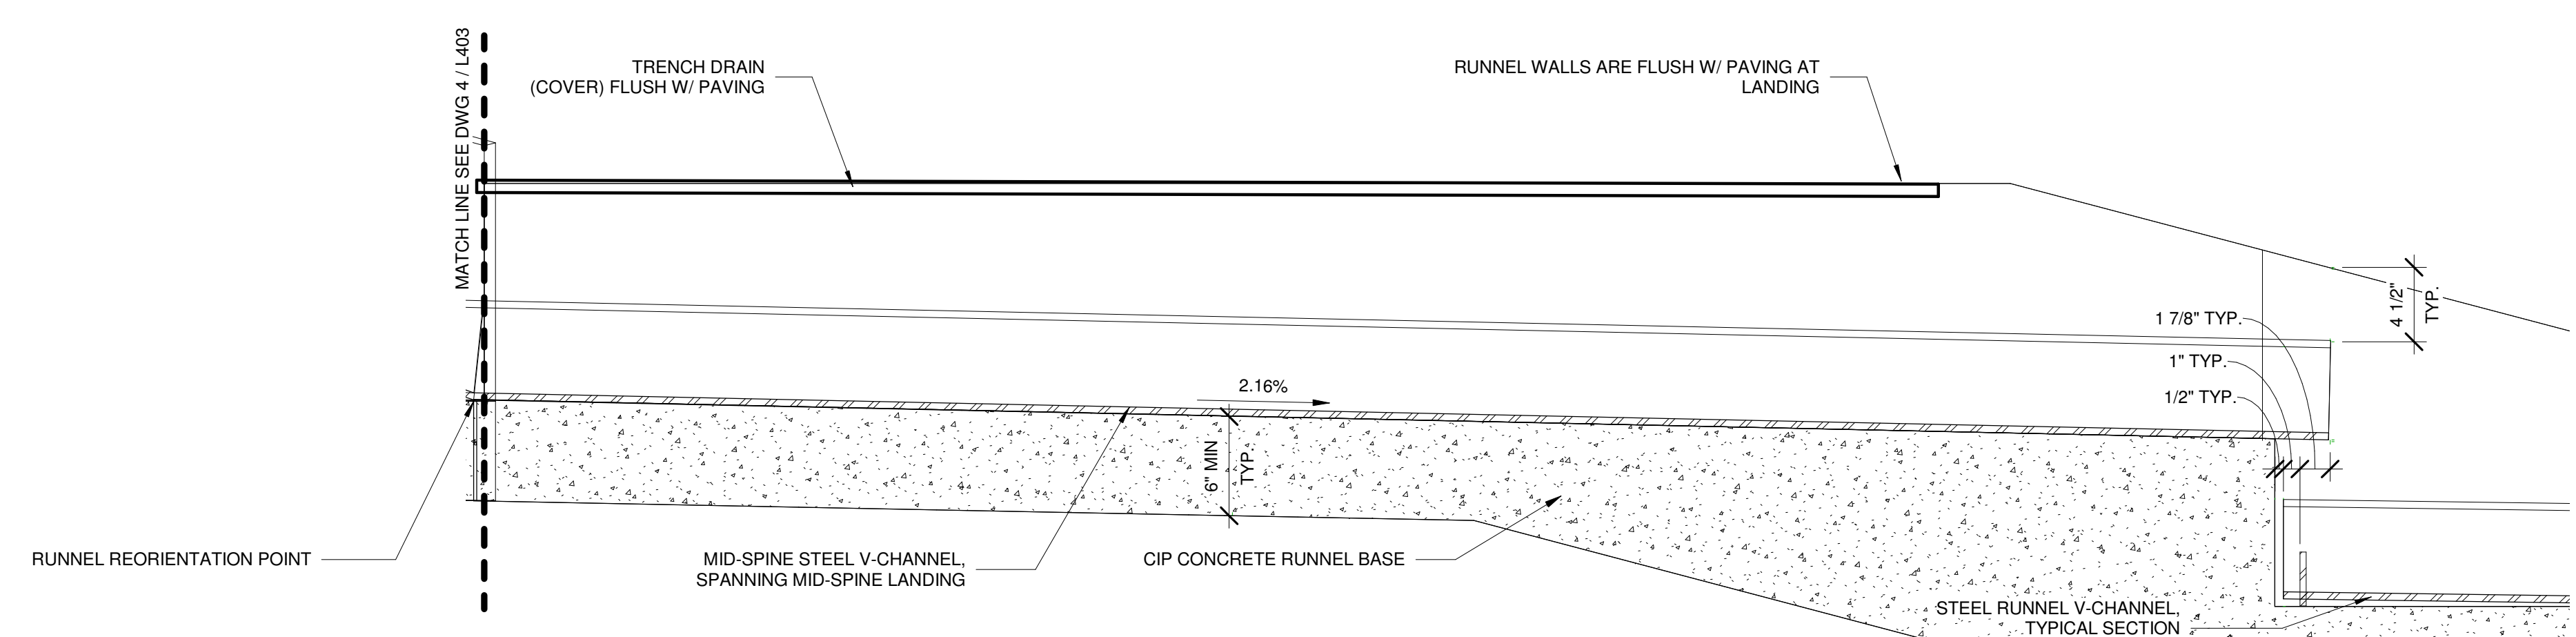 MATCH LINE SEE DWG 4 / L403
TRENCH DRAIN
(COVER) FLUSH W/ PAVING
RUNNEL WALLS ARE FLUSH W/ PAVING AT
LANDING
4 1/2"
TYP.
1 7/8" TYP.
1" TYP.
1/2" TYP.
2.16%
6" MIN
TYP.
RUNNEL REORIENTATION POINT
MID-SPINE STEEL V-CHANNEL,
SPANNING MID-SPINE LANDING
CIP CONCRETE RUNNEL BASE
STEEL RUNNEL V-CHANNEL,
TYPICAL SECTION